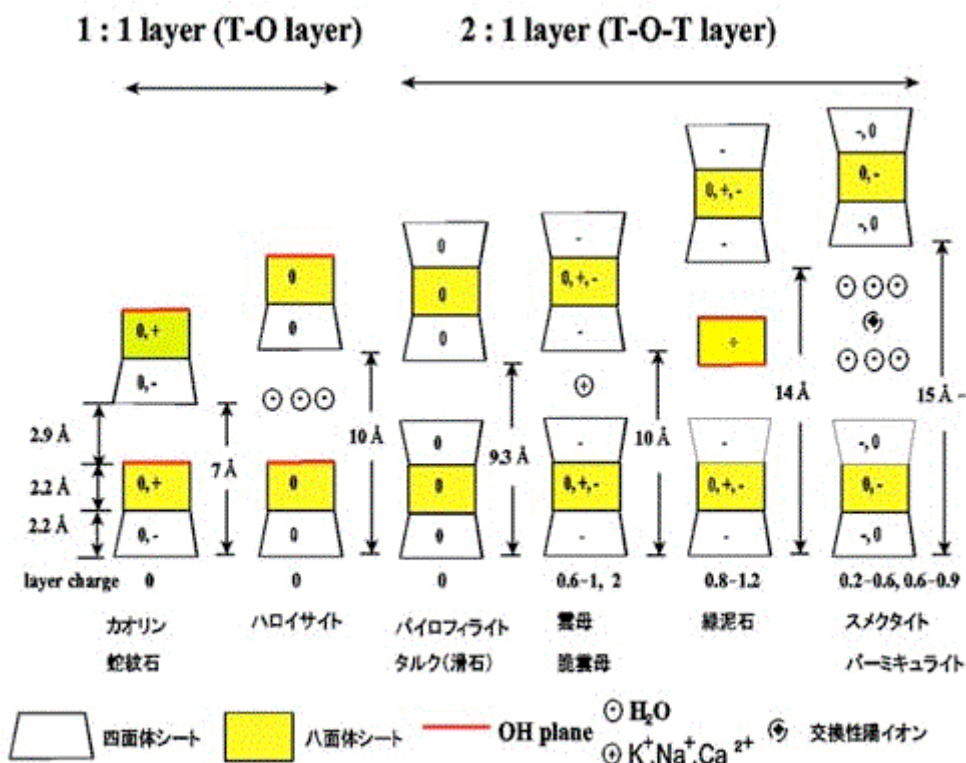 1 : 1 layer (T-O layer)
2 : 1 layer (T-O-T layer)
-
-, 0
0, +, -
0, -
-
-, 0
0
-
0
0
0, +, -
0, +
0
0
-
+
0, -
2.9 Å
7 Å
10 Å
9.3 Å
10 Å
14 Å
15 Å -
0
-
-
-, 0
2.2 Å
0, +
0
0
0, +, -
0, +, -
0, -
2.2 Å
0, -
0
0
-
-
-, 0
layer charge 0 0 0 0.6-1, 2 0.8-1.2 0.2-0.6, 0.6-0.9
カオリン
蛇紋石
ハロイサイト
パイロフィライト
タルク(滑石)
雲母
脆雲母
緑泥石
スメクタイト
バーミキュライト
四面体シート
八面体シート
OH plane
H₂O
K⁺,Na⁺,Ca²⁺
交換性陽イオン